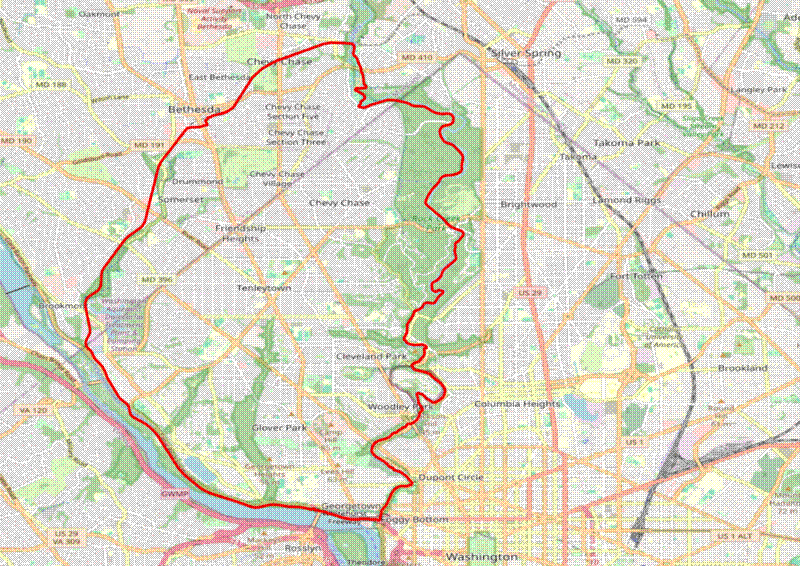 Oakmont
Naval Support
Activity
Bethesda
North Chevy
Chase
MD 594
Silver Spring
MD 410
Chevy Chase
MD 320
East Bethesda
MD 188
Langley Park
Bethesda
Chevy Chase
Section Five
MD 195
MD 212
Chevy Chase
Section Three
MD 190
MD 191
Takoma Park
Takoma
Drummond
Chevy Chase
Village
Somerset
Chevy Chase
Brightwood
Lamond Riggs
Chillum
Friendship
Heights
Rock Creek
Park
MD 501
MD 396
Fort Totten
Tenleytown
US 29
MD 500
Brookmont
Cleveland Park
Brookland
VA 120
Woodley Park
Columbia Heights
Glover Park
US 1
Georgetown
Heights
Dupont Circle
GWMP
Georgetown
Freeway
Foggy Bottom
US 29
VA 309
Rosslyn
Washington
US 1 ALT
Theodore